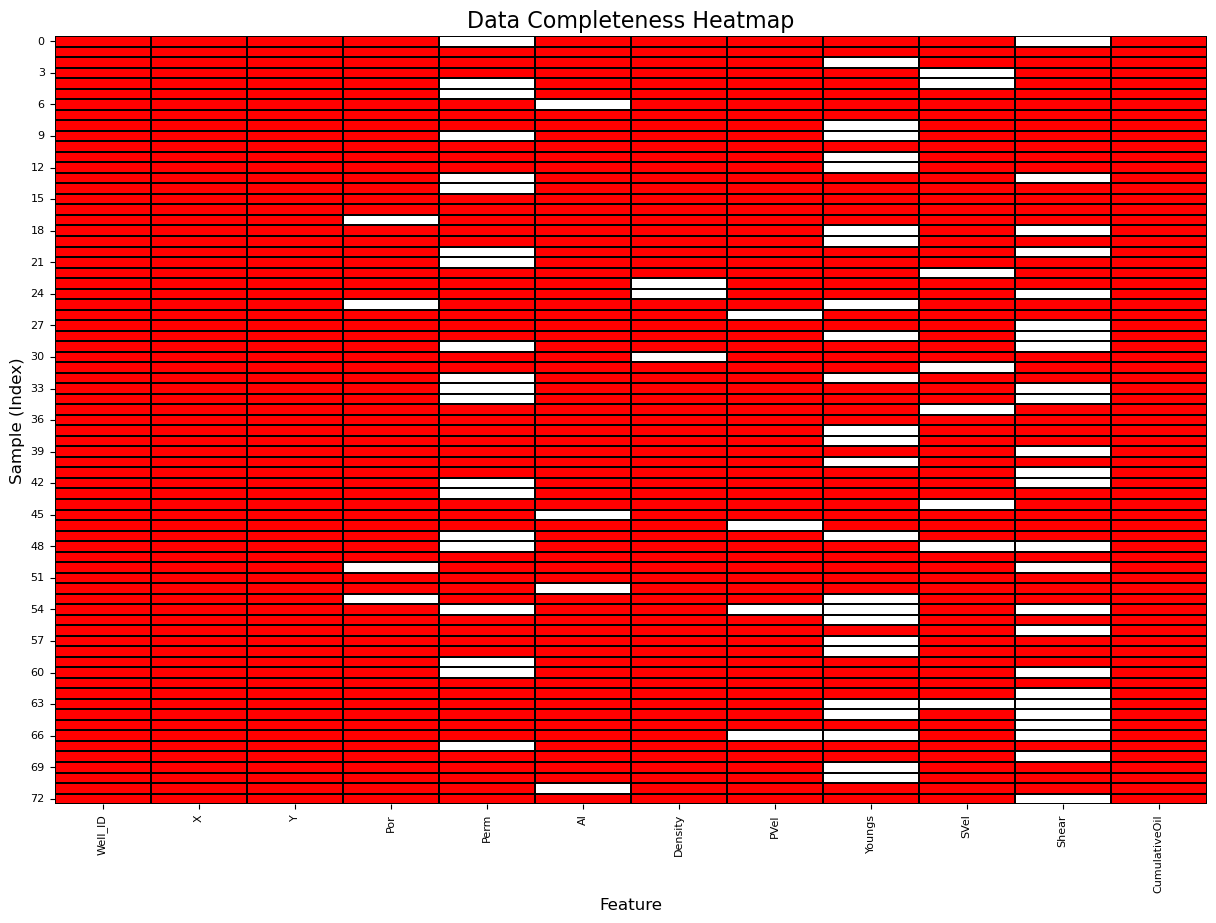 Data Completeness Heatmap
Sample (Index)
0
3
6
9
12
15
18
21
24
27
30
33
36
39
42
45
48
51
54
57
60
63
66
69
72
Well_ID
X
Y
Por
Perm
AI
Density
PVel
Youngs
SVel
Shear
CumulativeOil
Feature